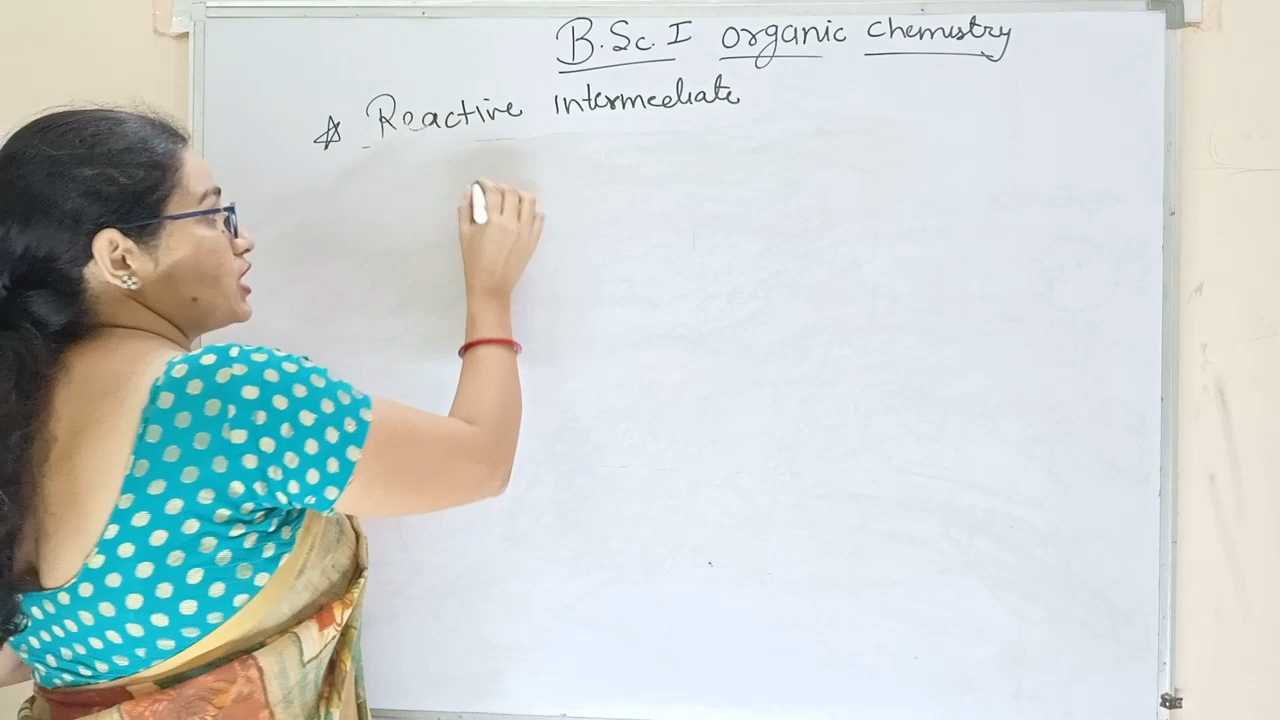 B.Sc. I organic chemistry
☆ Reactive intermediate